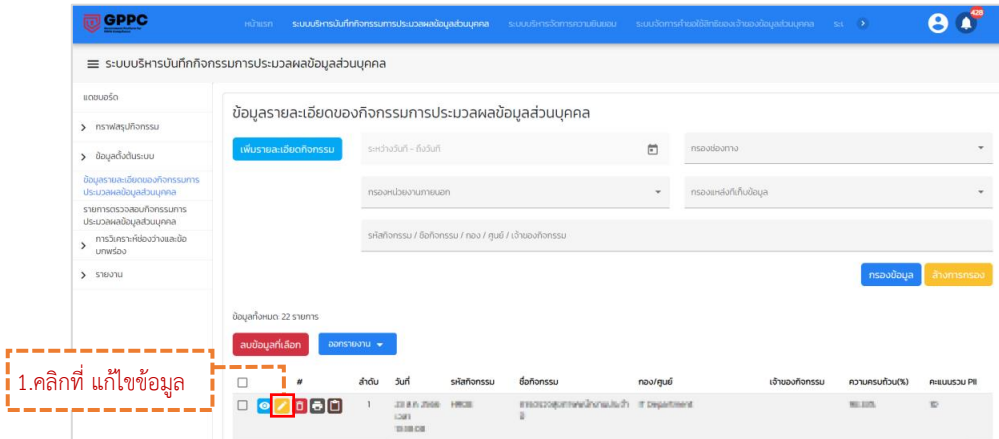 GPPC
หน้าแรก ระบบบริหารบันทึกกิจกรรมการประมวลผลข้อมูลส่วนบุคคล ระบบบริหารจัดการความยินยอม ระบบจัดการคำขอใช้สิทธิของเจ้าของข้อมูลส่วนบุคคล ระ
428
ระบบบริหารบันทึกกิจกรรมการประมวลผลข้อมูลส่วนบุคคล
แดชบอร์ด
กราฟสรุปกิจกรรม
ข้อมูลตั้งต้นระบบ
ข้อมูลรายละเอียดของกิจกรรมการ
ประมวลผลข้อมูลส่วนบุคคล
รายการตรวจสอบกิจกรรมการ
ประมวลผลข้อมูลส่วนบุคคล
การวิเคราะห์ช่องว่างและข้อ
บกพร่อง
รายงาน
ข้อมูลรายละเอียดของกิจกรรมการประมวลผลข้อมูลส่วนบุคคล
เพิ่มรายละเอียดกิจกรรม ระหว่างวันที่ - ถึงวันที่ กรองช่องทาง
กรองหน่วยงานภายนอก กรองแหล่งที่เก็บข้อมูล
รหัสกิจกรรม / ชื่อกิจกรรม / กอง / ศูนย์ / เจ้าของกิจกรรม
กรองข้อมูล ล้างการกรอง
ข้อมูลทั้งหมด 22 รายการ
ลบข้อมูลที่เลือก ออกรายงาน
1.คลิกที่ แก้ไขข้อมูล
# ลำดับ วันที่ รหัสกิจกรรม ชื่อกิจกรรม กอง/ศูนย์ เจ้าของกิจกรรม ความครบถ้วน(%) คะแนนรวม PII
1 IT Department